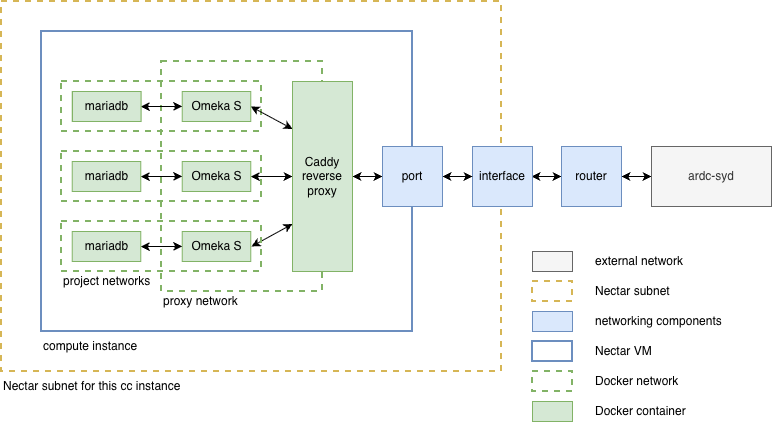 mariadb
Omeka S
mariadb
Omeka S
mariadb
Omeka S
Caddy
reverse
proxy
port
interface
router
ardc-syd
project networks
proxy network
compute instance
Nectar subnet for this cc instance
external network
Nectar subnet
networking components
Nectar VM
Docker network
Docker container